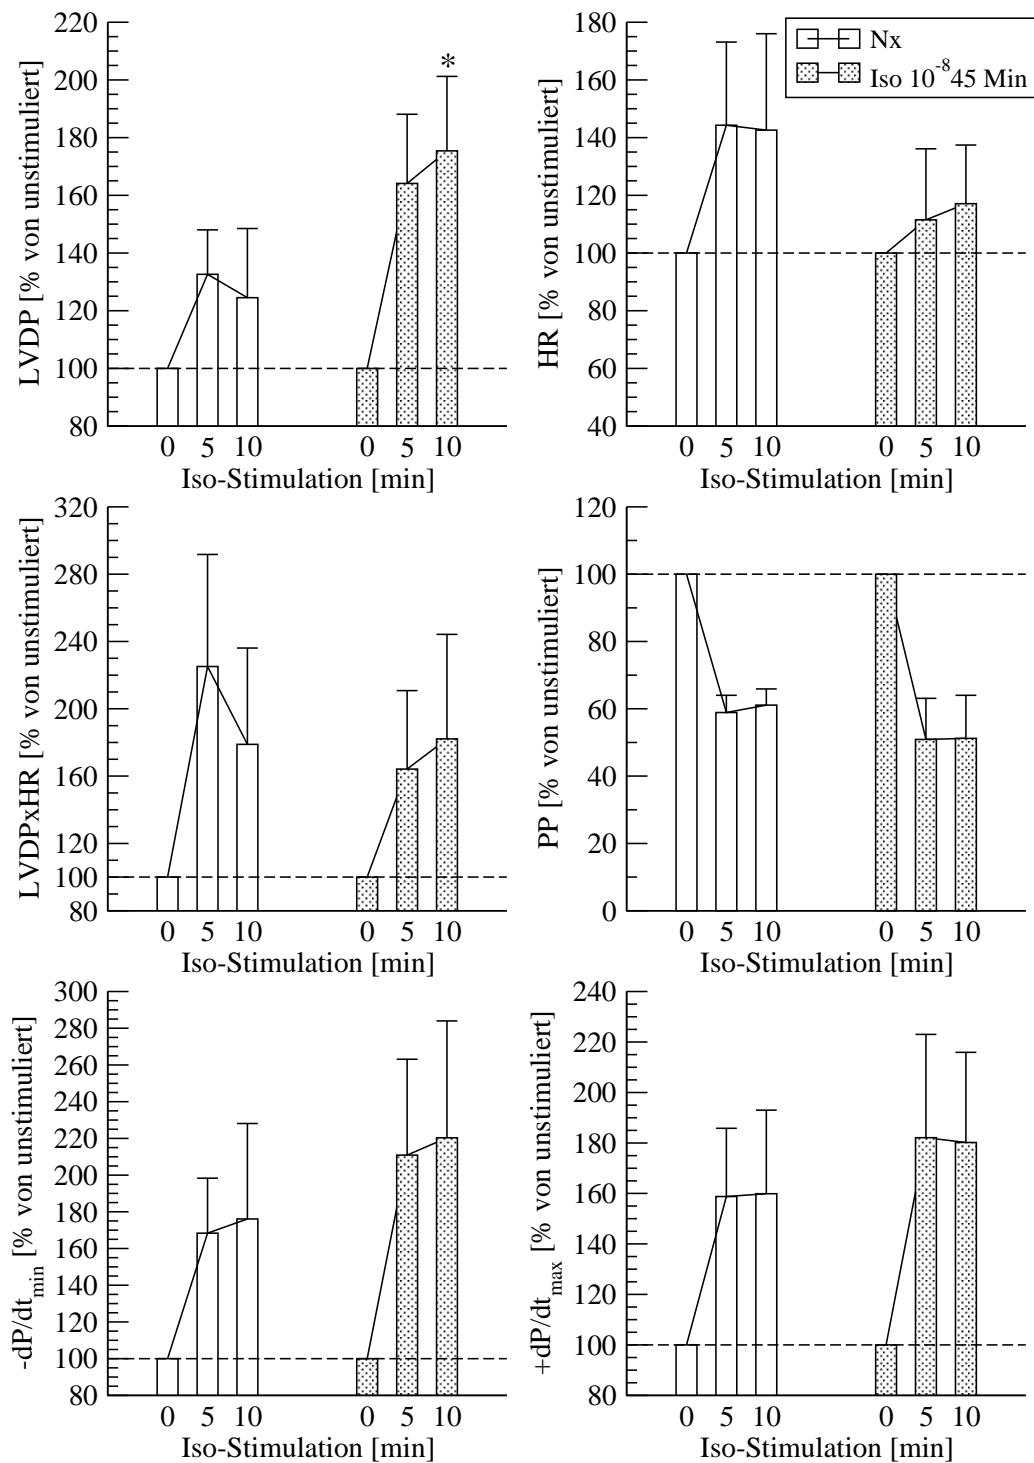 LVDP [% von unstimuliert]
220
200
180
160
140
120
100
80
*
0 5 10 0 5 10
Iso-Stimulation [min]
HR [% von unstimuliert]
180
160
140
120
100
80
60
40
Nx
Iso 10⁻⁸45 Min
0 5 10 0 5 10
Iso-Stimulation [min]
LVDPxHR [% von unstimuliert]
320
280
240
200
160
120
100
80
0 5 10 0 5 10
Iso-Stimulation [min]
PP [% von unstimuliert]
120
100
80
60
40
20
0
0 5 10 0 5 10
Iso-Stimulation [min]
-dP/dtmin [% von unstimuliert]
300
280
260
240
220
200
180
160
140
120
100
80
0 5 10 0 5 10
Iso-Stimulation [min]
+dP/dtmax [% von unstimuliert]
240
220
200
180
160
140
120
100
80
0 5 10 0 5 10
Iso-Stimulation [min]